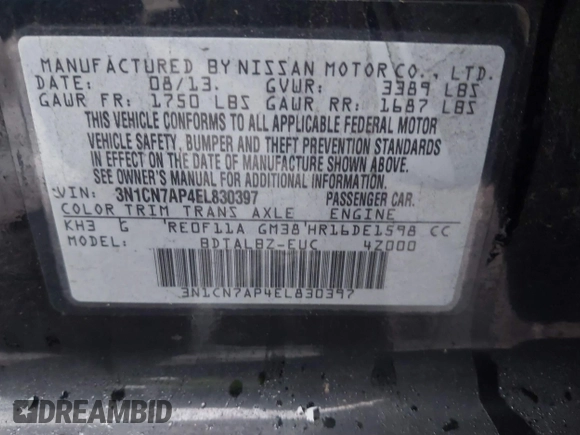 MANUFACTURED BY NISSAN MOTOR CO., LTD.
DATE: 08/13. GVWR: 3389 LBS
GAWR FR: 1750 LBS GAWR RR: 1687 LBS
THIS VEHICLE CONFORMS TO ALL APPLICABLE FEDERAL MOTOR
VEHICLE SAFETY, BUMPER AND THEFT PREVENTION STANDARDS
IN EFFECT ON THE DATE OF MANUFACTURE SHOWN ABOVE.
SEE OWNER'S MANUAL FOR ADDITIONAL INFORMATION
VIN: 3N1CN7AP4EL830397 PASSENGER CAR.
COLOR TRIM TRANS AXLE ENGINE
KH3 G 'RE0F11A GM38'HR16DE1598 CC
MODEL: BDTALBZ-EUC 42000
3N1CN7AP4EL830397
DREAMBID